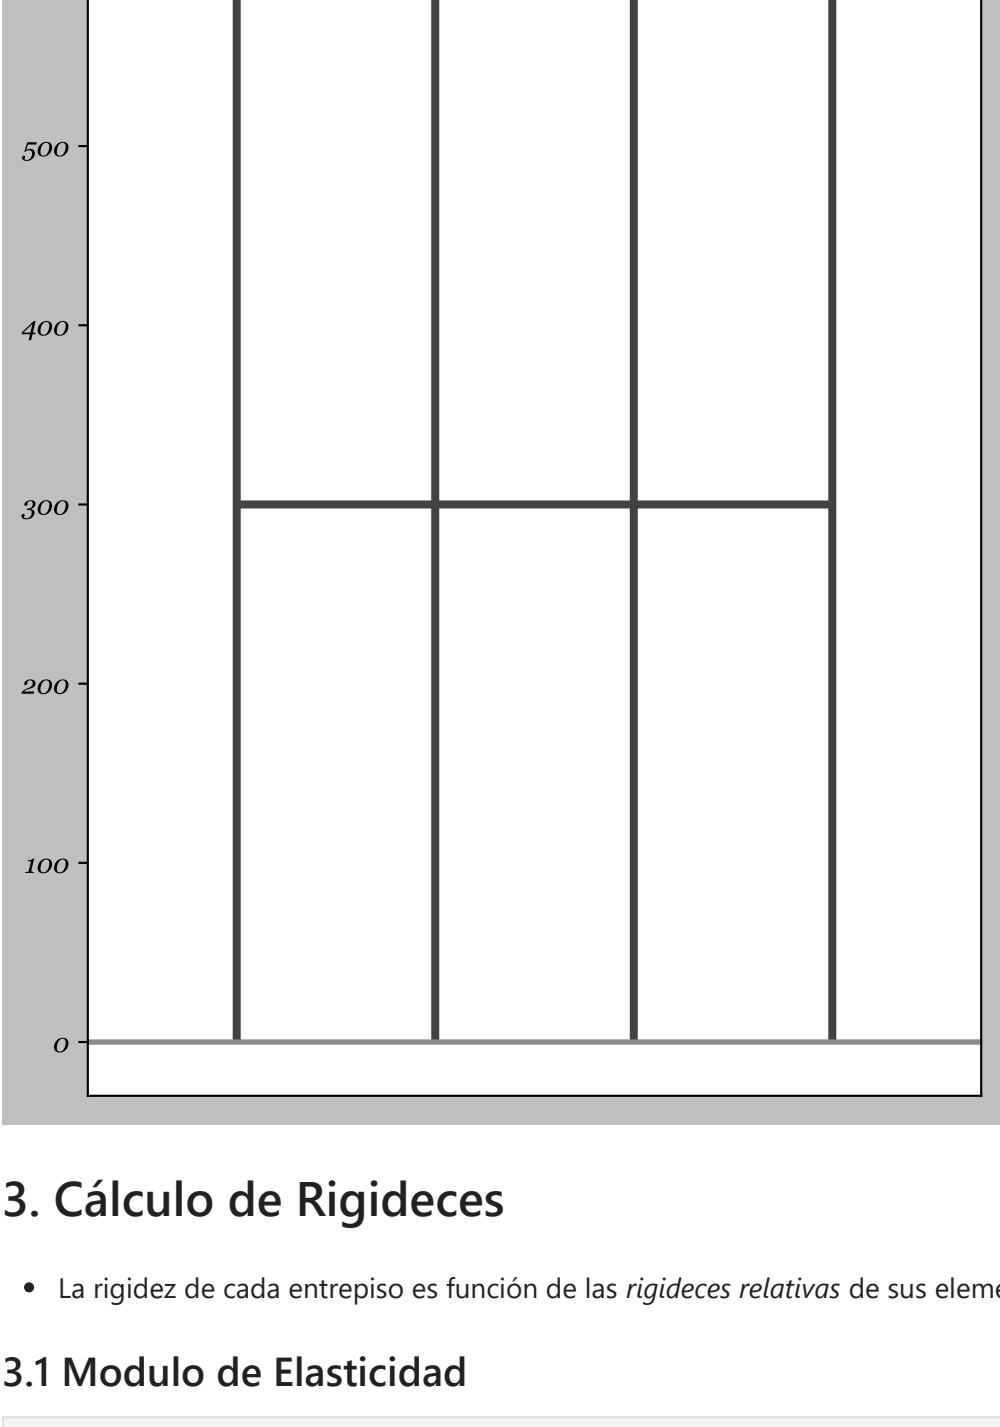 500
400
300
200
100
0
3. Cálculo de Rigideces
• La rigidez de cada entrepiso es función de las rigideces relativas de sus eleme
3.1 Modulo de Elasticidad